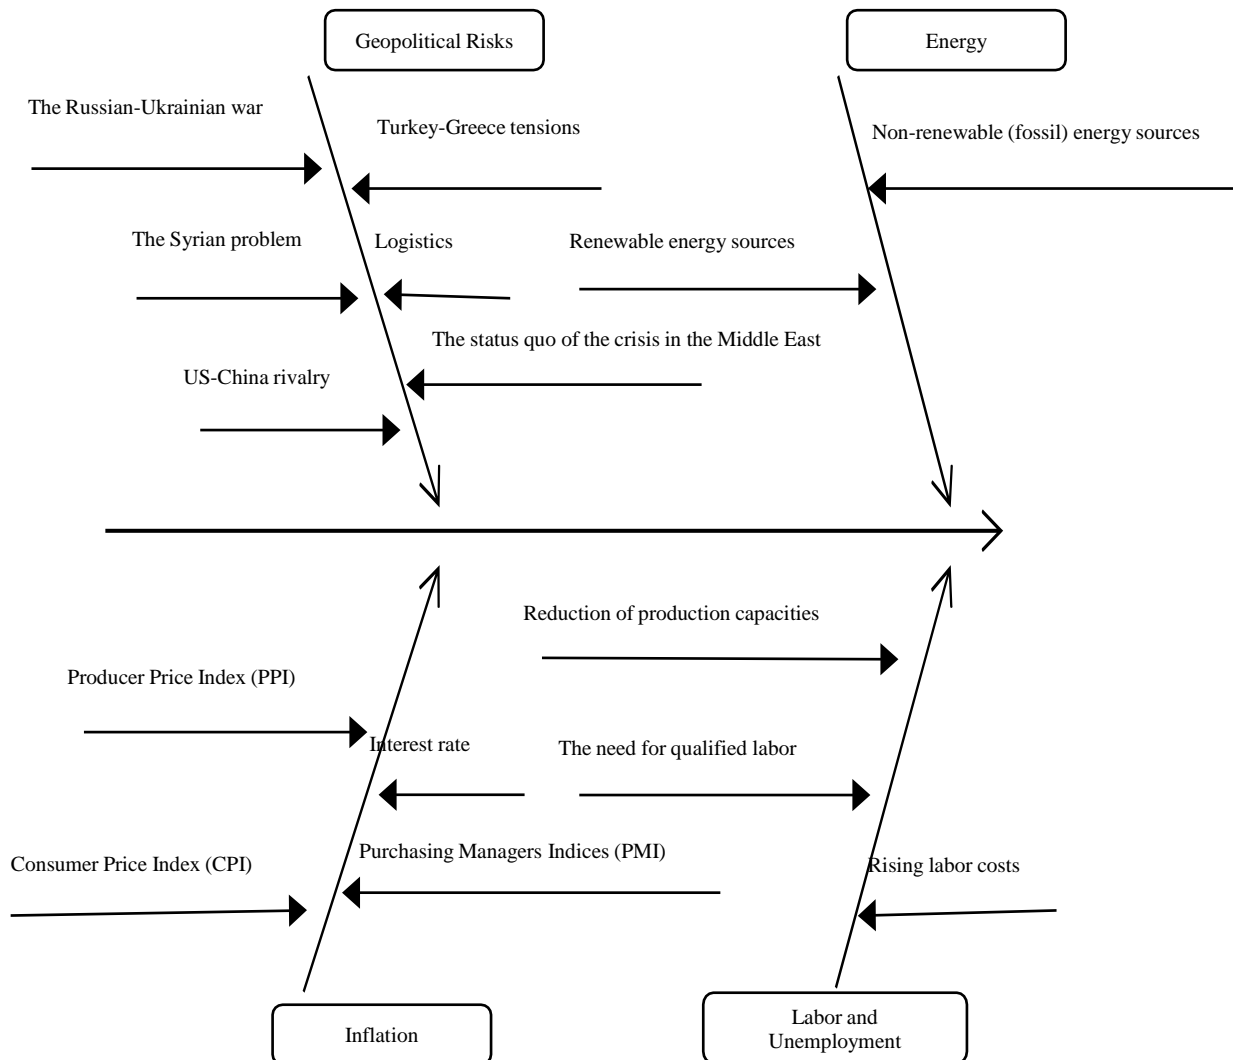 Geopolitical Risks
Energy
The Russian-Ukrainian war
Turkey-Greece tensions
Non-renewable (fossil) energy sources
The Syrian problem
Logistics
Renewable energy sources
The status quo of the crisis in the Middle East
US-China rivalry
Reduction of production capacities
Producer Price Index (PPI)
Interest rate
The need for qualified labor
Purchasing Managers Indices (PMI)
Consumer Price Index (CPI)
Rising labor costs
Inflation
Labor and
Unemployment